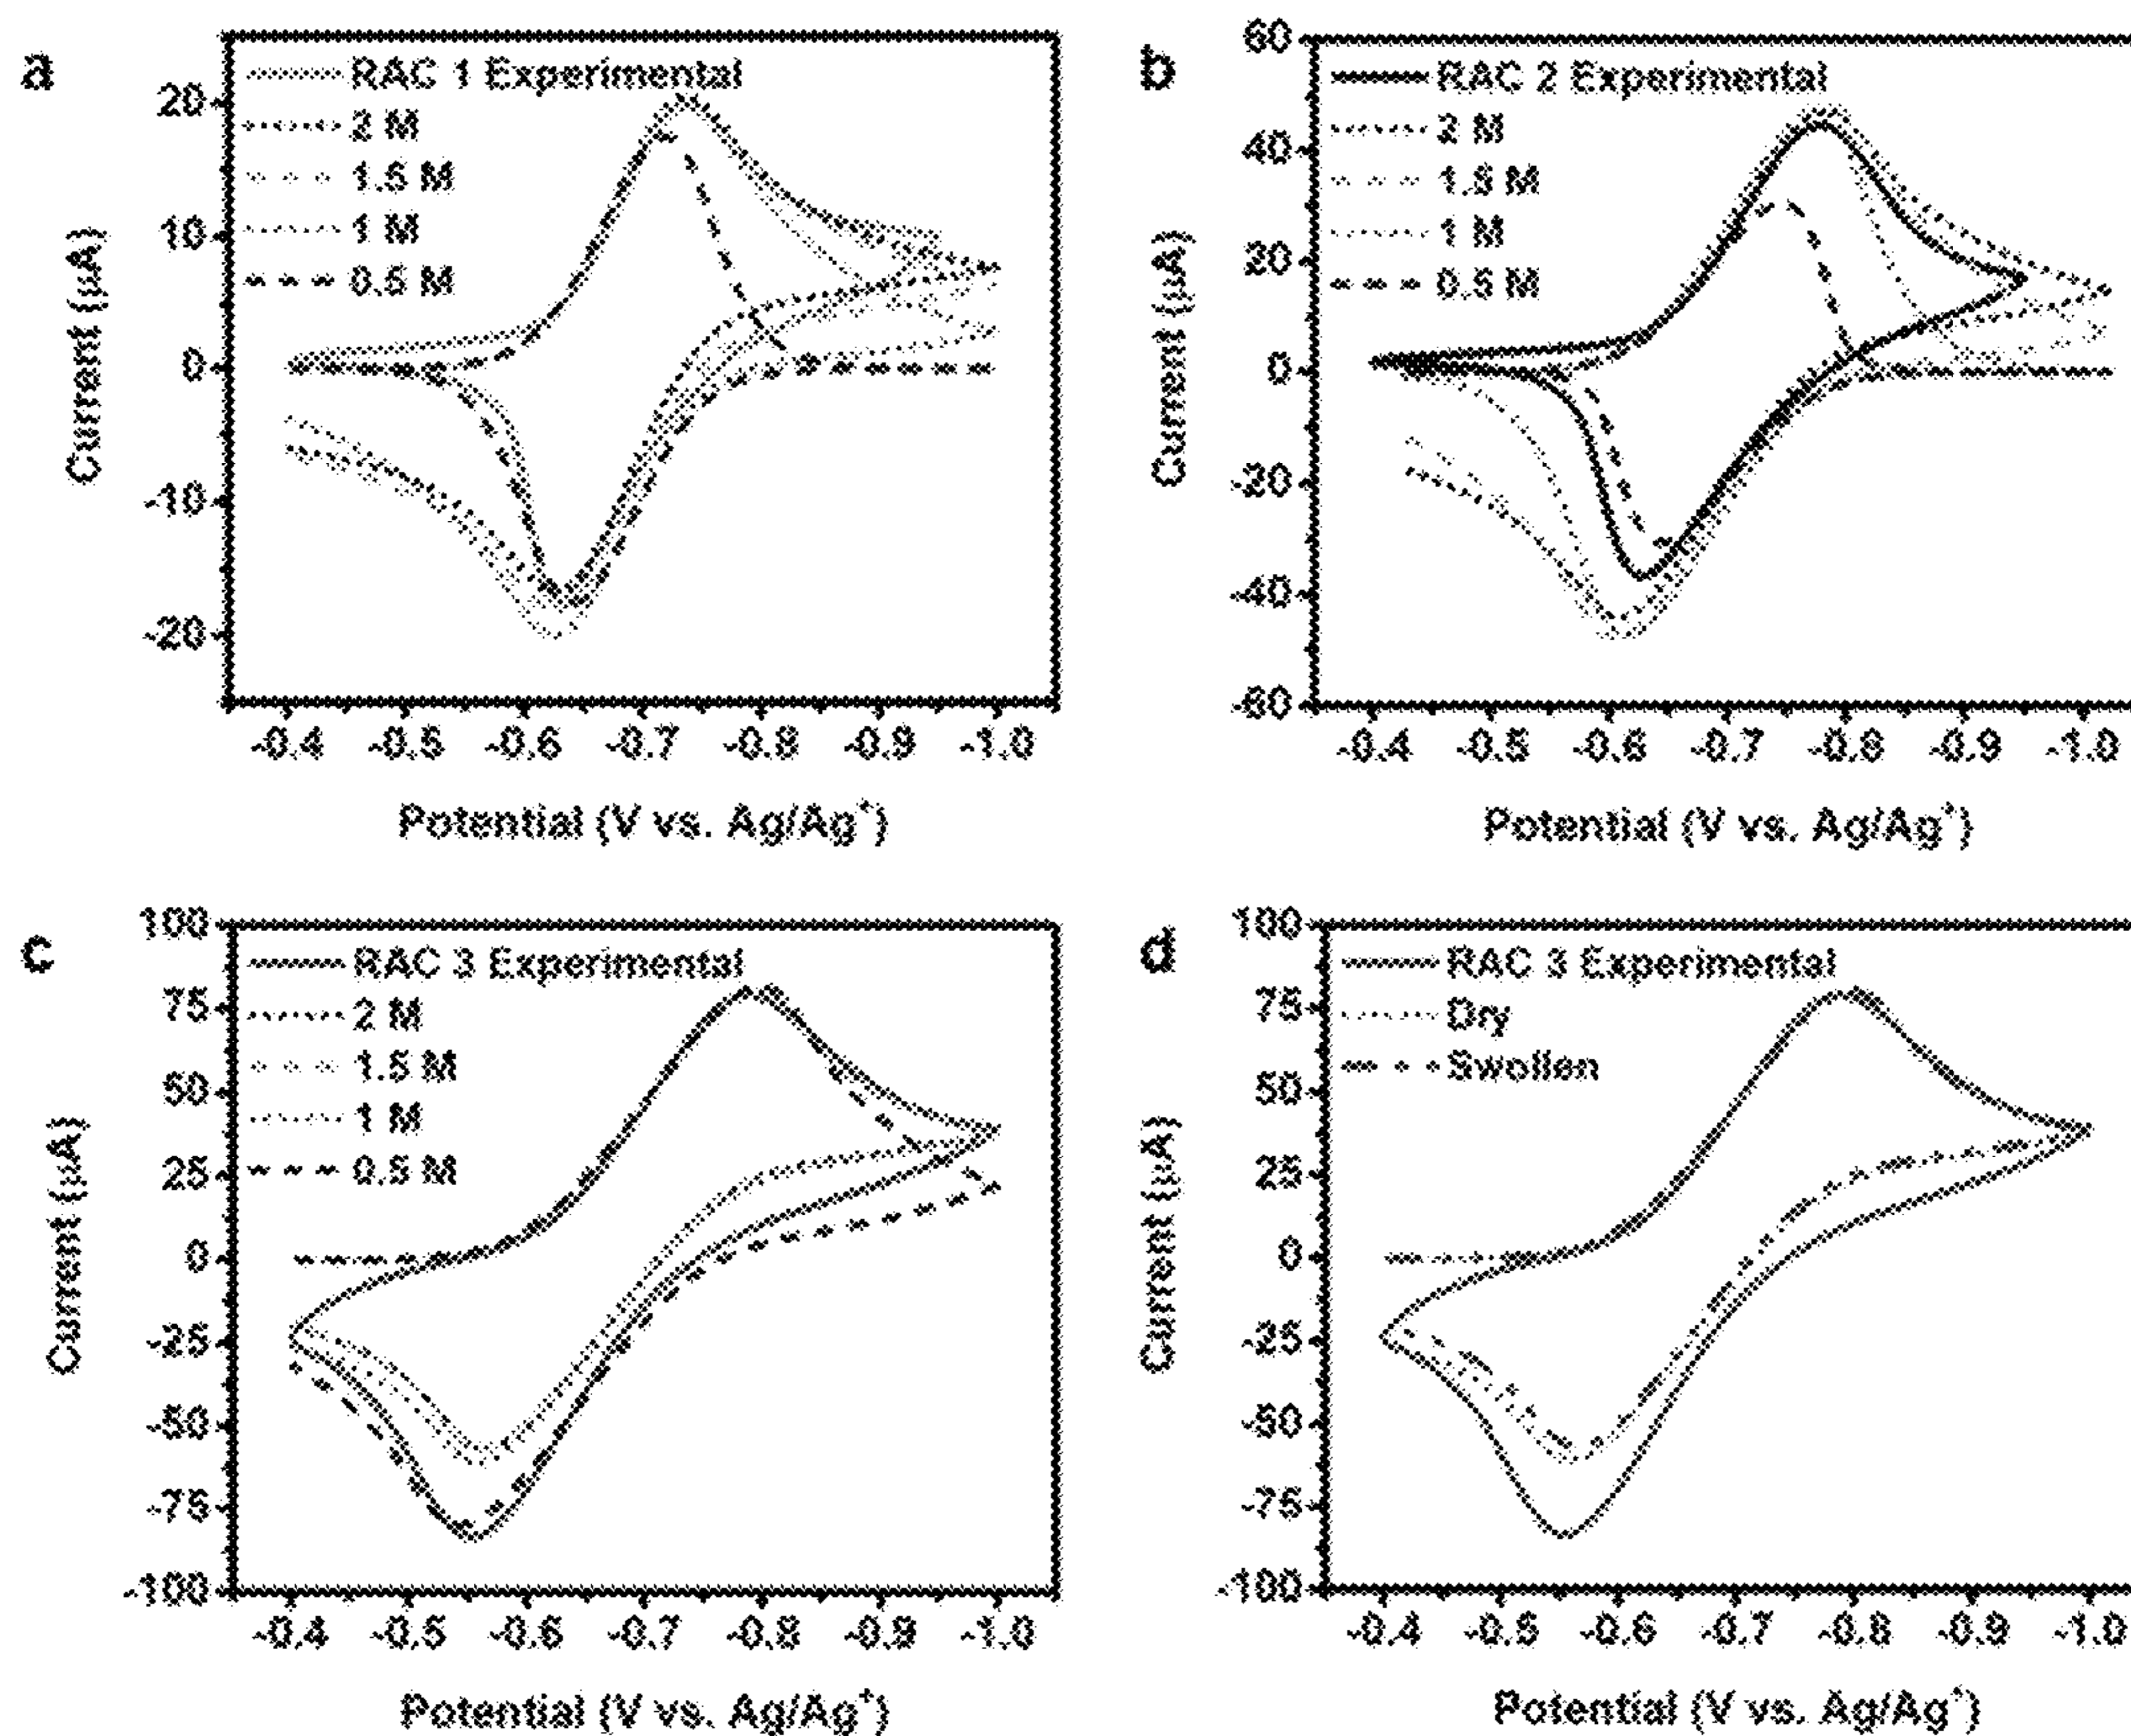 a
RAC 1 Experimental
2 M
1.5 M
1 M
0.5 M
20
10
0
-10
-20
Current (µA)
-0.4 -0.5 -0.6 -0.7 -0.8 -0.9 -1.0
Potential (V vs. Ag/Ag⁺)
b
RAC 2 Experimental
2 M
1.5 M
1 M
0.5 M
60
40
20
0
-20
-40
-60
Current (µA)
-0.4 -0.5 -0.6 -0.7 -0.8 -0.9 -1.0
Potential (V vs. Ag/Ag⁺)
c
RAC 3 Experimental
2 M
1.5 M
1 M
0.5 M
100
75
50
25
0
-25
-50
-75
-100
Current (µA)
-0.4 -0.5 -0.6 -0.7 -0.8 -0.9 -1.0
Potential (V vs. Ag/Ag⁺)
d
RAC 3 Experimental
Dry
Swollen
100
75
50
25
0
-25
-50
-75
-100
Current (µA)
-0.4 -0.5 -0.6 -0.7 -0.8 -0.9 -1.0
Potential (V vs. Ag/Ag⁺)